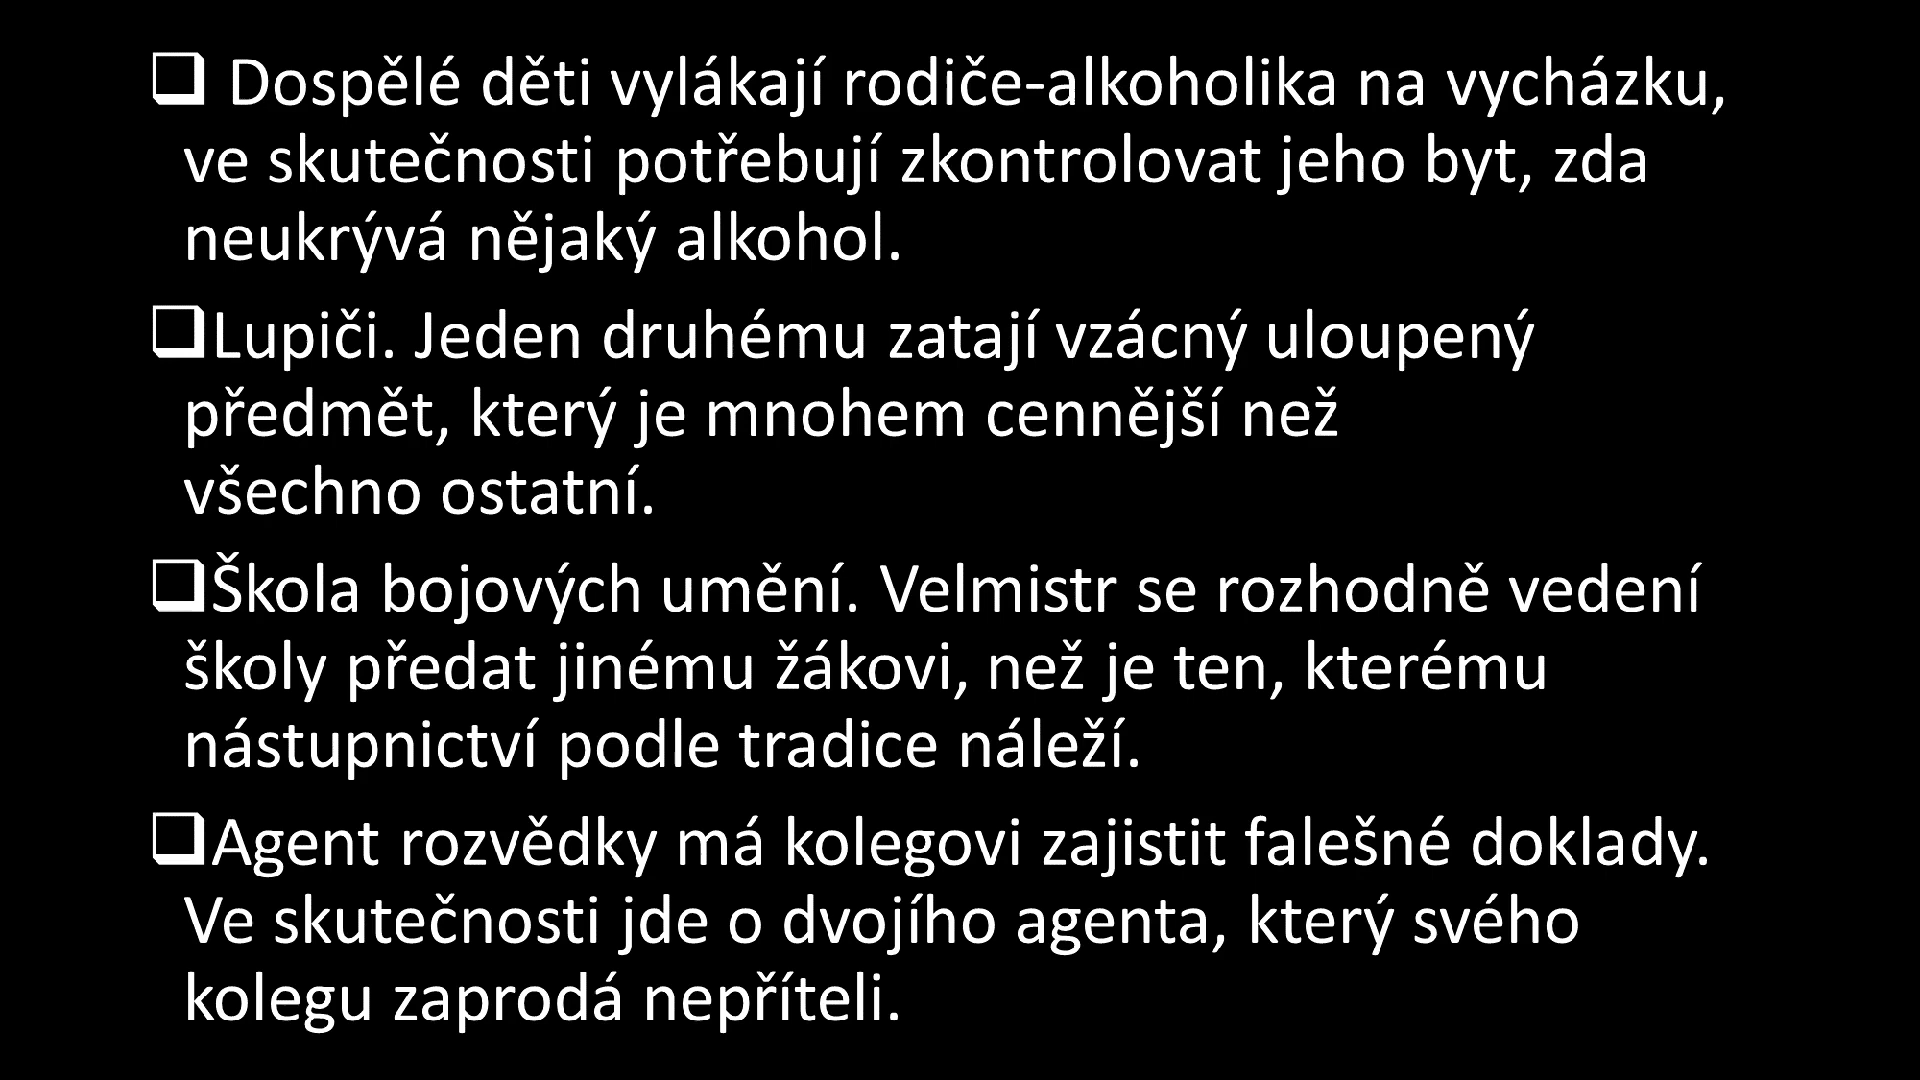 ❑ Dospělé děti vylákají rodiče-alkoholika na vycházku,
ve skutečnosti potřebují zkontrolovat jeho byt, zda
neukrývá nějaký alkohol.
❑Lupiči. Jeden druhému zatají vzácný uloupený
předmět, který je mnohem cennější než
všechno ostatní.
❑Škola bojových umění. Velmistr se rozhodně vedení
školy předat jinému žákovi, než je ten, kterému
nástupnictví podle tradice náleží.
❑Agent rozvědky má kolegovi zajistit falešné doklady.
Ve skutečnosti jde o dvojího agenta, který svého
kolegu zaprodá nepříteli.